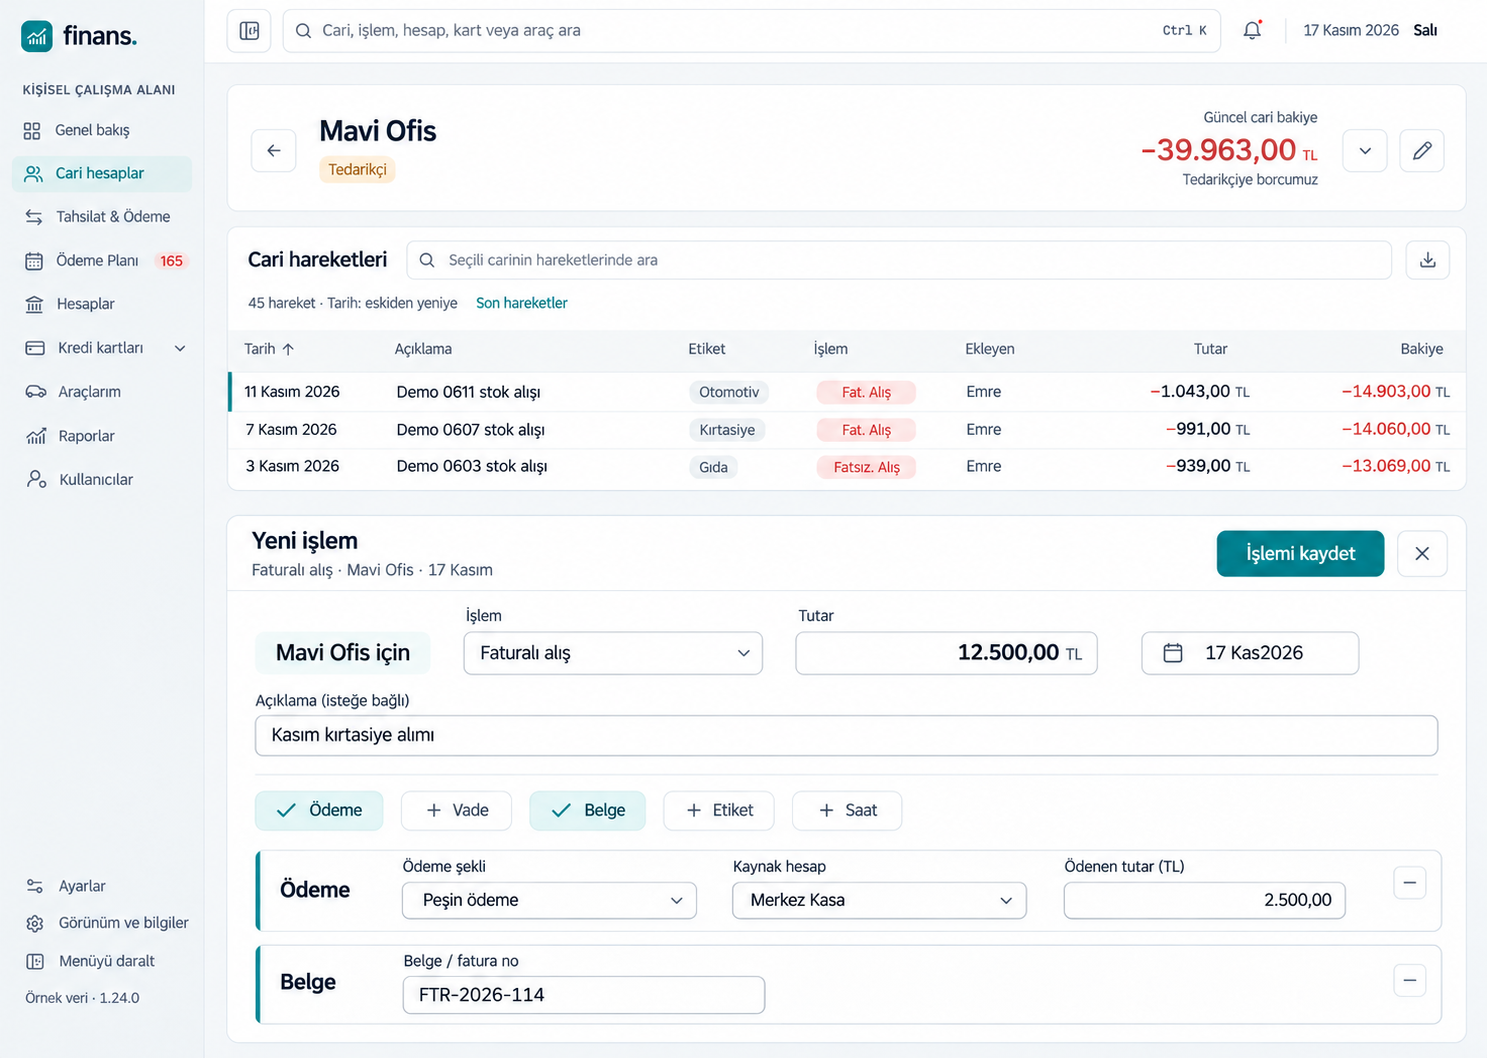 finans.
Cari, işlem, hesap, kart veya araç ara
Ctrl K
17 Kasım 2026 Salı
KİŞİSEL ÇALIŞMA ALANI
Genel bakış
Cari hesaplar
Tahsilat & Ödeme
Ödeme Planı 165
Hesaplar
Kredi kartları
Araçlarım
Raporlar
Kullanıcılar
Ayarlar
Görünüm ve bilgiler
Menüyü daralt
Örnek veri · 1.24.0
Mavi Ofis
Tedarikçi
Güncel cari bakiye
−39.963,00 TL
Tedarikçiye borcumuz
Cari hareketleri
Seçili carinin hareketlerinde ara
45 hareket · Tarih: eskiden yeniye Son hareketler
Tarih ↑ Açıklama Etiket İşlem Ekleyen Tutar Bakiye
11 Kasım 2026 Demo 0611 stok alışı Otomotiv Fat. Alış Emre −1.043,00 TL −14.903,00 TL
7 Kasım 2026 Demo 0607 stok alışı Kırtasiye Fat. Alış Emre −991,00 TL −14.060,00 TL
3 Kasım 2026 Demo 0603 stok alışı Gıda Fatsız. Alış Emre −939,00 TL −13.069,00 TL
Yeni işlem
Faturalı alış · Mavi Ofis · 17 Kasım
İşlemi kaydet
Mavi Ofis için
İşlem
Faturalı alış
Tutar
12.500,00 TL
17 Kas2026
Açıklama (isteğe bağlı)
Kasım kırtasiye alımı
Ödeme
+ Vade
Belge
+ Etiket
+ Saat
Ödeme
Ödeme şekli
Peşin ödeme
Kaynak hesap
Merkez Kasa
Ödenen tutar (TL)
2.500,00
Belge
Belge / fatura no
FTR-2026-114